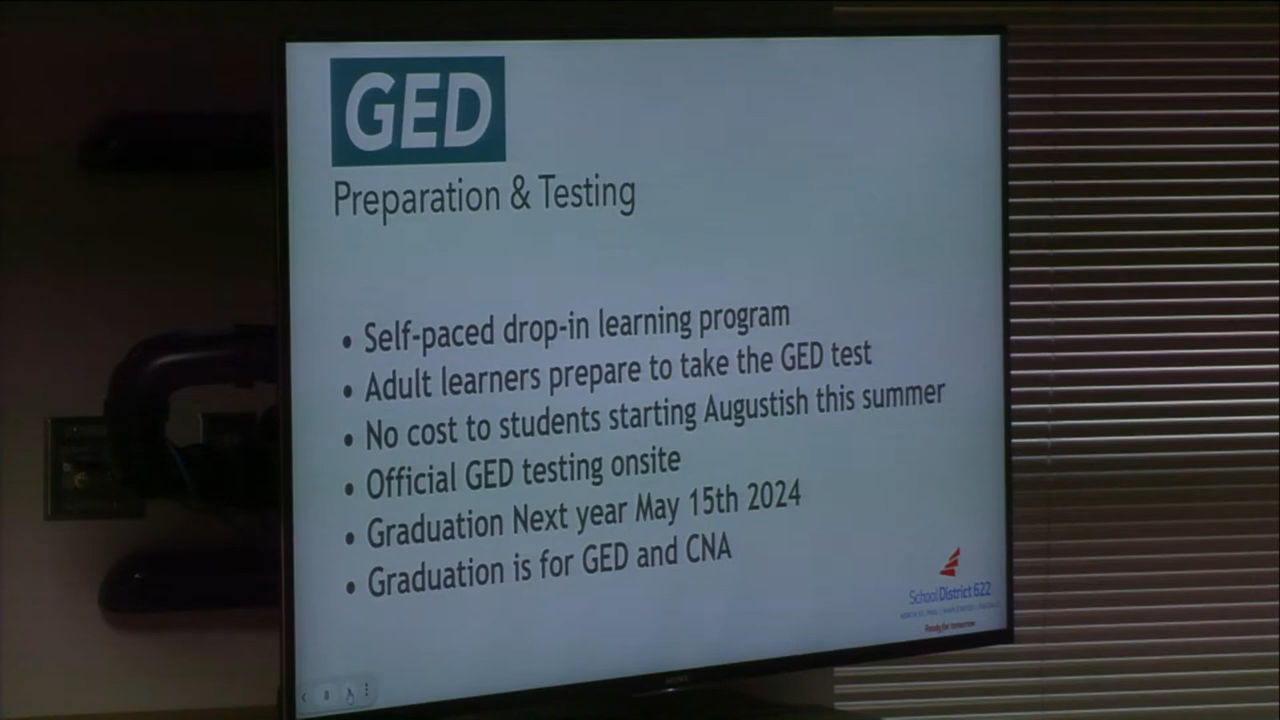 GED
Preparation & Testing
• Self-paced drop-in learning program
• Adult learners prepare to take the GED test
• No cost to students starting Augustish this summer
• Official GED testing onsite
• Graduation Next year May 15th 2024
• Graduation is for GED and CNA
School District 622
Ready for tomorrow
8